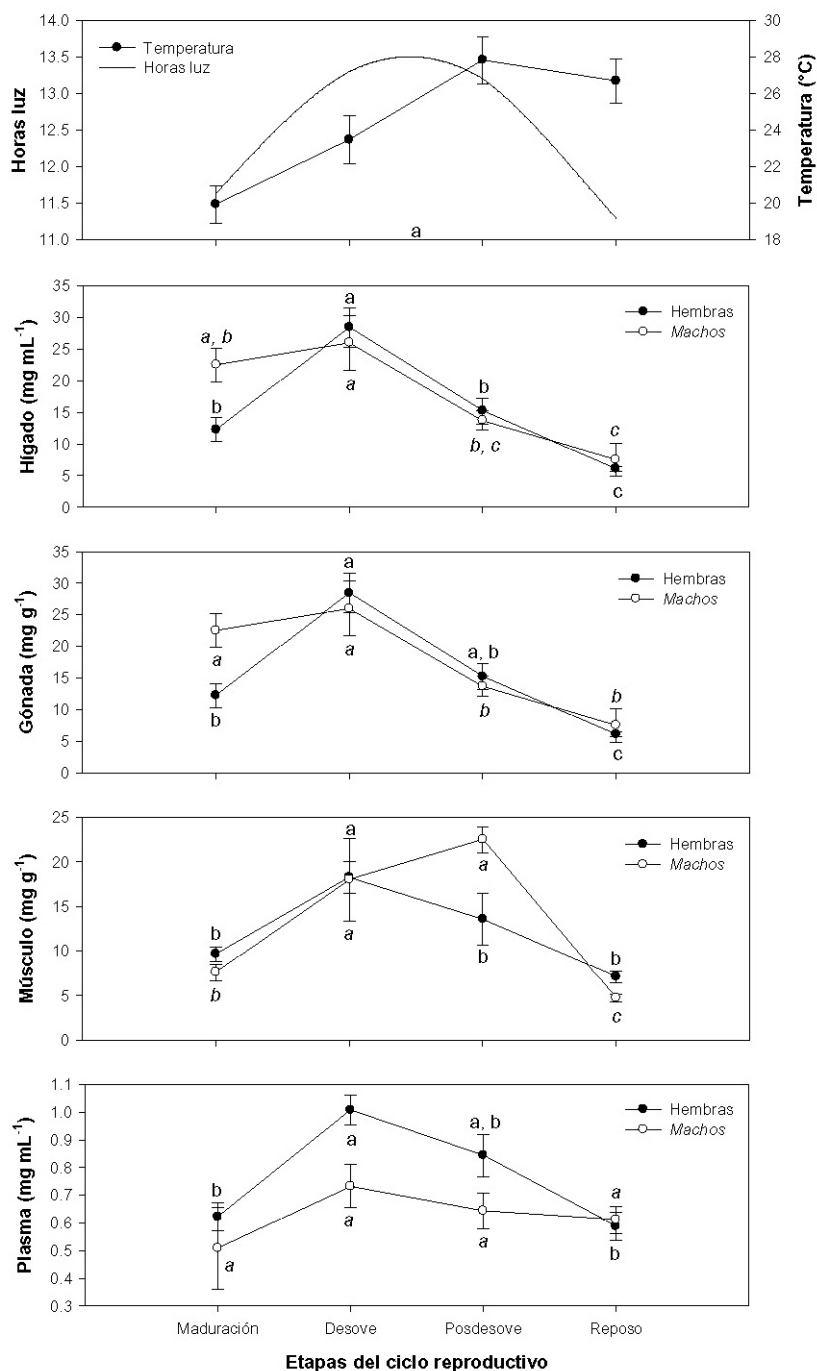 14.0
13.5
13.0
12.5
12.0
11.5
11.0
Horas luz
Temperatura
Horas luz
30
28
26
24
22
20
18
Temperatura (°C)
a
35
30
25
20
15
10
5
0
Hígado (mg mL⁻¹)
Hembras
Machos
a, b
b
a
a
b
b, c
c
c
35
30
25
20
15
10
5
0
Gónada (mg g⁻¹)
Hembras
Machos
a
b
a
a
a, b
b
b
c
25
20
15
10
5
0
Músculo (mg g⁻¹)
Hembras
Machos
b
b
a
a
a
b
b
c
1.1
1.0
0.9
0.8
0.7
0.6
0.5
0.4
0.3
Plasma (mg mL⁻¹)
Hembras
Machos
b
a
a
a
a, b
a
a
b
Maduración Desove Posdesove Reposo
Etapas del ciclo reproductivo